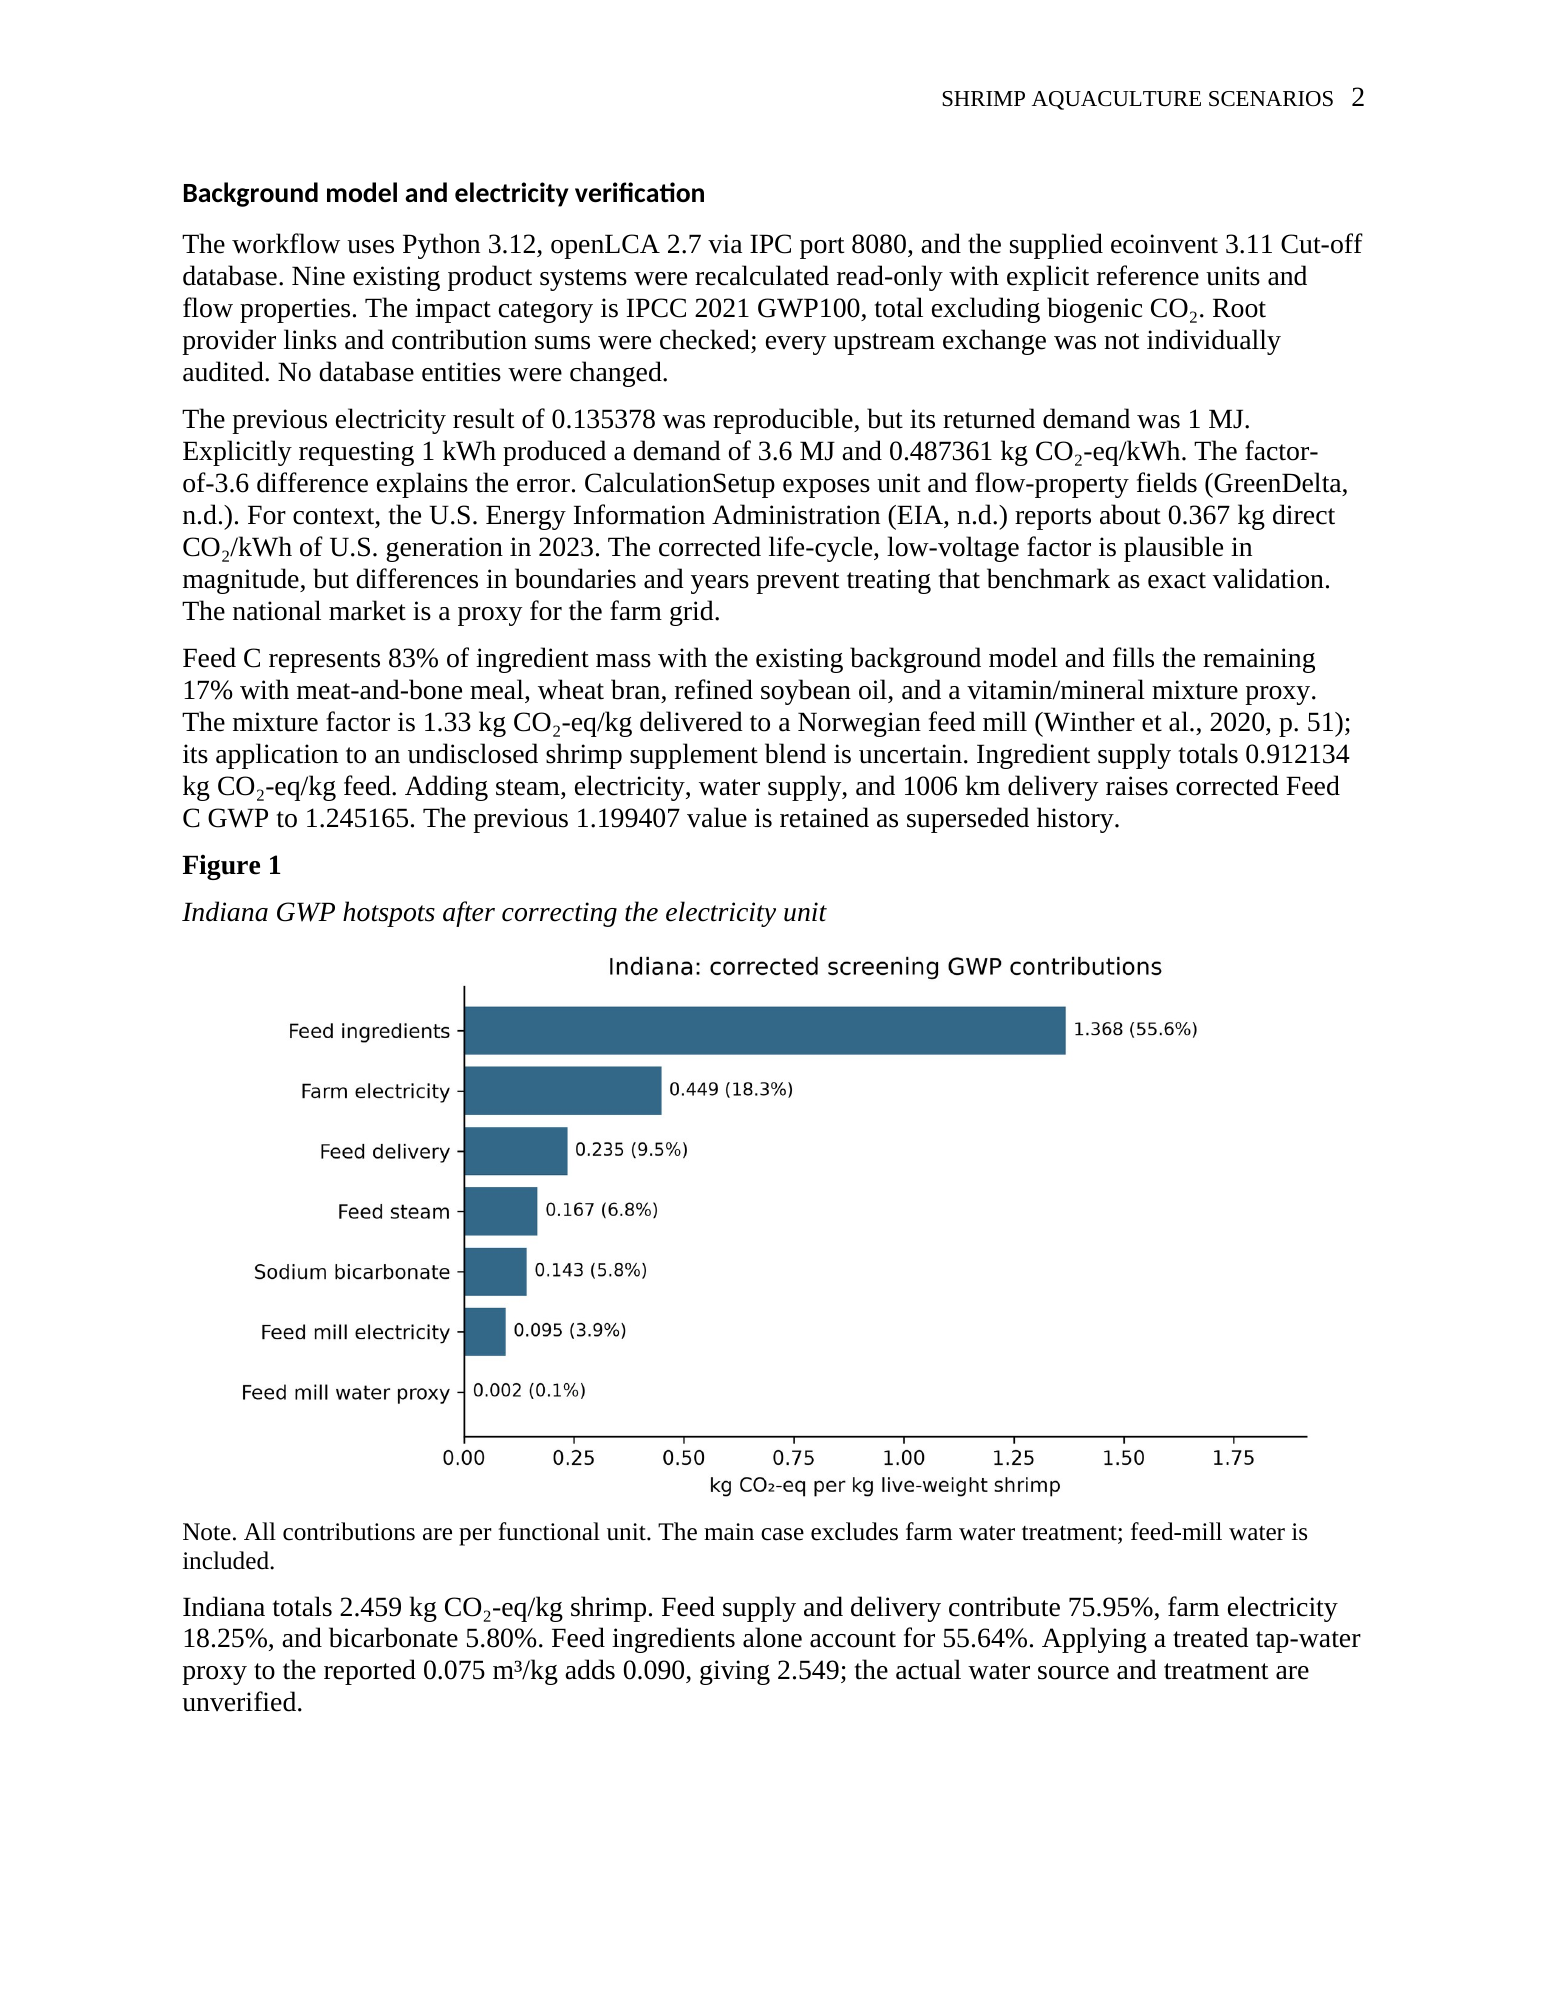 SHRIMP AQUACULTURE SCENARIOS 2
Background model and electricity verification
The workflow uses Python 3.12, openLCA 2.7 via IPC port 8080, and the supplied ecoinvent 3.11 Cut-off
database. Nine existing product systems were recalculated read-only with explicit reference units and
flow properties. The impact category is IPCC 2021 GWP100, total excluding biogenic CO₂. Root
provider links and contribution sums were checked; every upstream exchange was not individually
audited. No database entities were changed.
The previous electricity result of 0.135378 was reproducible, but its returned demand was 1 MJ.
Explicitly requesting 1 kWh produced a demand of 3.6 MJ and 0.487361 kg CO₂-eq/kWh. The factor-
of-3.6 difference explains the error. CalculationSetup exposes unit and flow-property fields (GreenDelta,
n.d.). For context, the U.S. Energy Information Administration (EIA, n.d.) reports about 0.367 kg direct
CO₂/kWh of U.S. generation in 2023. The corrected life-cycle, low-voltage factor is plausible in
magnitude, but differences in boundaries and years prevent treating that benchmark as exact validation.
The national market is a proxy for the farm grid.
Feed C represents 83% of ingredient mass with the existing background model and fills the remaining
17% with meat-and-bone meal, wheat bran, refined soybean oil, and a vitamin/mineral mixture proxy.
The mixture factor is 1.33 kg CO₂-eq/kg delivered to a Norwegian feed mill (Winther et al., 2020, p. 51);
its application to an undisclosed shrimp supplement blend is uncertain. Ingredient supply totals 0.912134
kg CO₂-eq/kg feed. Adding steam, electricity, water supply, and 1006 km delivery raises corrected Feed
C GWP to 1.245165. The previous 1.199407 value is retained as superseded history.
Figure 1
Indiana GWP hotspots after correcting the electricity unit
Indiana: corrected screening GWP contributions
Feed ingredients 1.368 (55.6%)
Farm electricity 0.449 (18.3%)
Feed delivery 0.235 (9.5%)
Feed steam 0.167 (6.8%)
Sodium bicarbonate 0.143 (5.8%)
Feed mill electricity 0.095 (3.9%)
Feed mill water proxy 0.002 (0.1%)
0.00 0.25 0.50 0.75 1.00 1.25 1.50 1.75
kg CO₂-eq per kg live-weight shrimp
Note. All contributions are per functional unit. The main case excludes farm water treatment; feed-mill water is
included.
Indiana totals 2.459 kg CO₂-eq/kg shrimp. Feed supply and delivery contribute 75.95%, farm electricity
18.25%, and bicarbonate 5.80%. Feed ingredients alone account for 55.64%. Applying a treated tap-water
proxy to the reported 0.075 m³/kg adds 0.090, giving 2.549; the actual water source and treatment are
unverified.